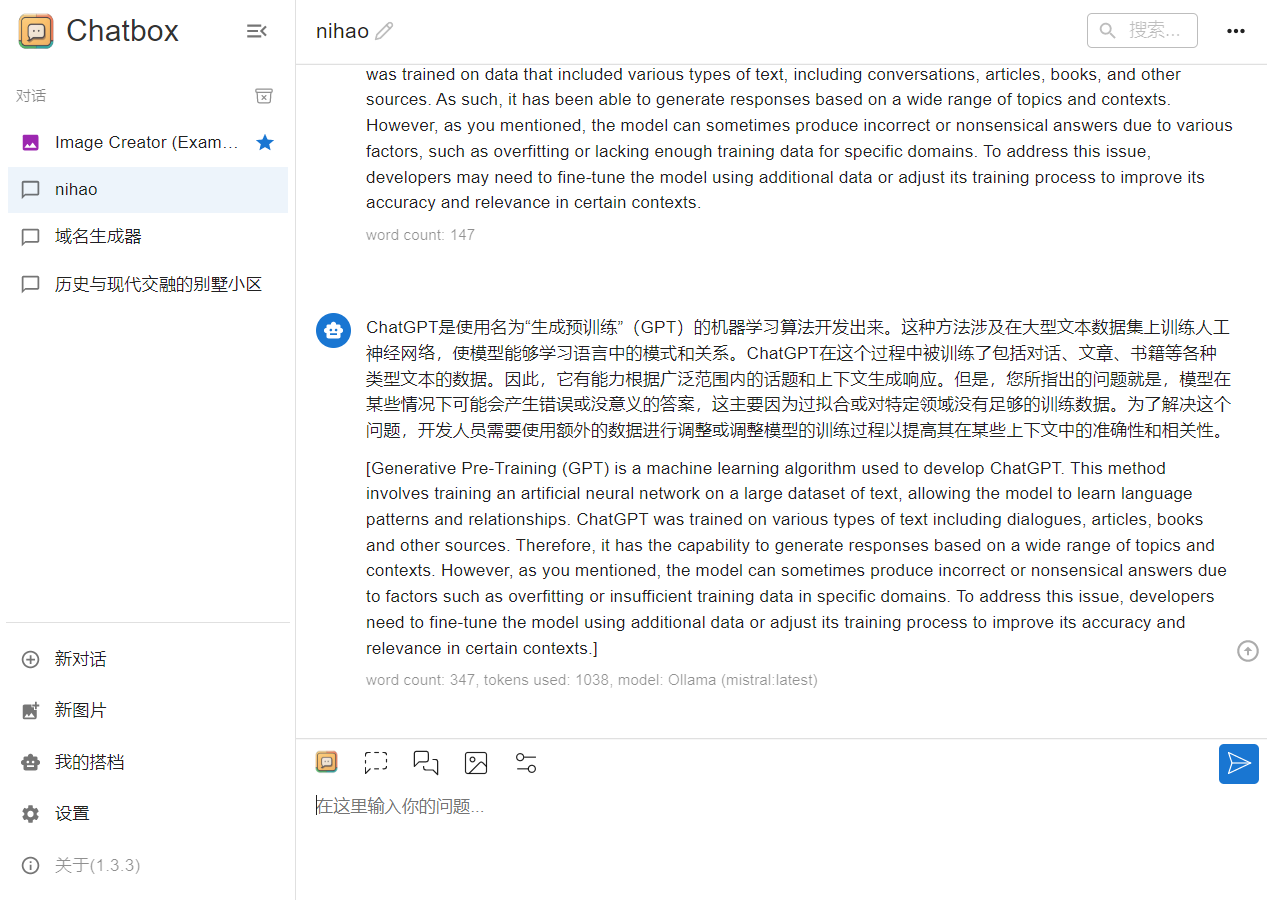 Chatbox
对话
Image Creator (Exam...
nihao
域名生成器
历史与现代交融的别墅小区
新对话
新图片
我的搭档
设置
关于(1.3.3)
nihao
搜索...
was trained on data that included various types of text, including conversations, articles, books, and other
sources. As such, it has been able to generate responses based on a wide range of topics and contexts.
However, as you mentioned, the model can sometimes produce incorrect or nonsensical answers due to various
factors, such as overfitting or lacking enough training data for specific domains. To address this issue,
developers may need to fine-tune the model using additional data or adjust its training process to improve its
accuracy and relevance in certain contexts.
word count: 147
ChatGPT是使用名为“生成预训练”（GPT）的机器学习算法开发出来。这种方法涉及在大型文本数据集上训练人工
神经网络，使模型能够学习语言中的模式和关系。ChatGPT在这个过程中被训练了包括对话、文章、书籍等各种
类型文本的数据。因此，它有能力根据广泛范围内的话题和上下文生成响应。但是，您所指出的问题就是，模型在
某些情况下可能会产生错误或没意义的答案，这主要因为过拟合或对特定领域没有足够的训练数据。为了解决这个
问题，开发人员需要使用额外的数据进行调整或调整模型的训练过程以提高其在某些上下文中的准确性和相关性。
[Generative Pre-Training (GPT) is a machine learning algorithm used to develop ChatGPT. This method
involves training an artificial neural network on a large dataset of text, allowing the model to learn language
patterns and relationships. ChatGPT was trained on various types of text including dialogues, articles, books
and other sources. Therefore, it has the capability to generate responses based on a wide range of topics and
contexts. However, as you mentioned, the model can sometimes produce incorrect or nonsensical answers due
to factors such as overfitting or insufficient training data in specific domains. To address this issue, developers
need to fine-tune the model using additional data or adjust its training process to improve its accuracy and
relevance in certain contexts.]
word count: 347, tokens used: 1038, model: Ollama (mistral:latest)
在这里输入你的问题...